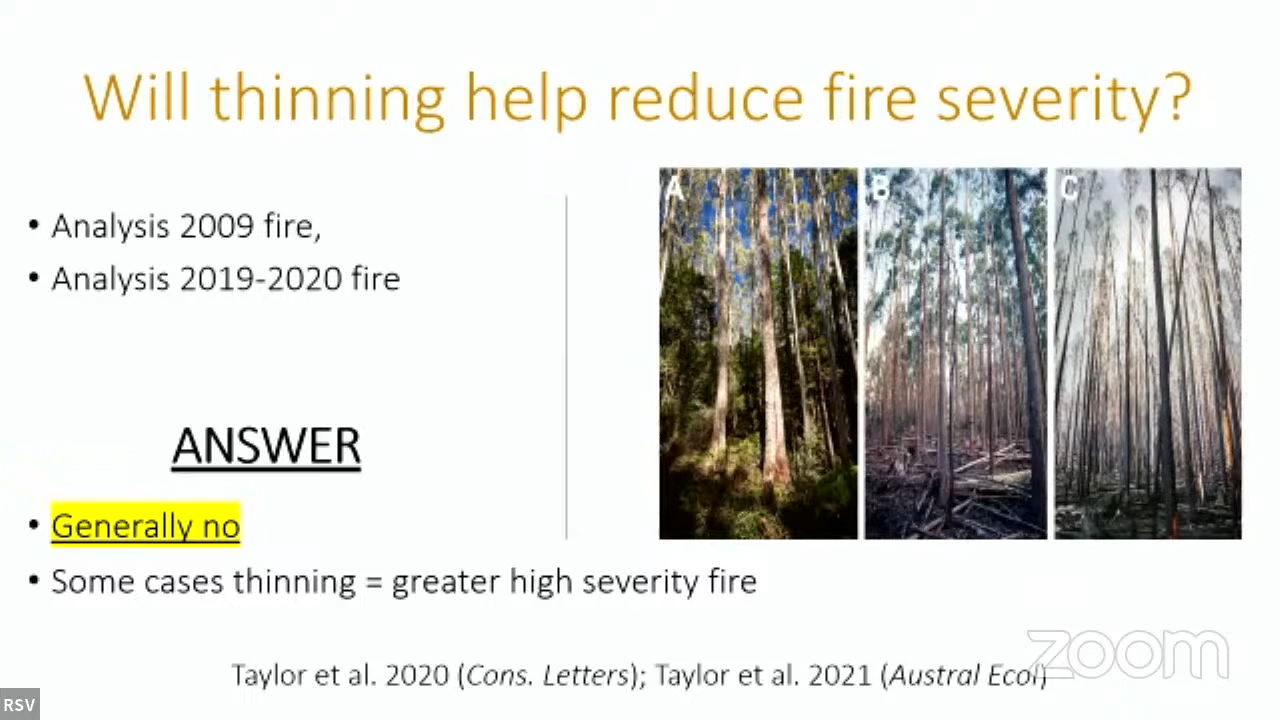 Will thinning help reduce fire severity?
• Analysis 2009 fire,
• Analysis 2019-2020 fire
A
B
C
ANSWER
• Generally no
• Some cases thinning = greater high severity fire
Taylor et al. 2020 (Cons. Letters); Taylor et al. 2021 (Austral Ecol)
zoom
RSV